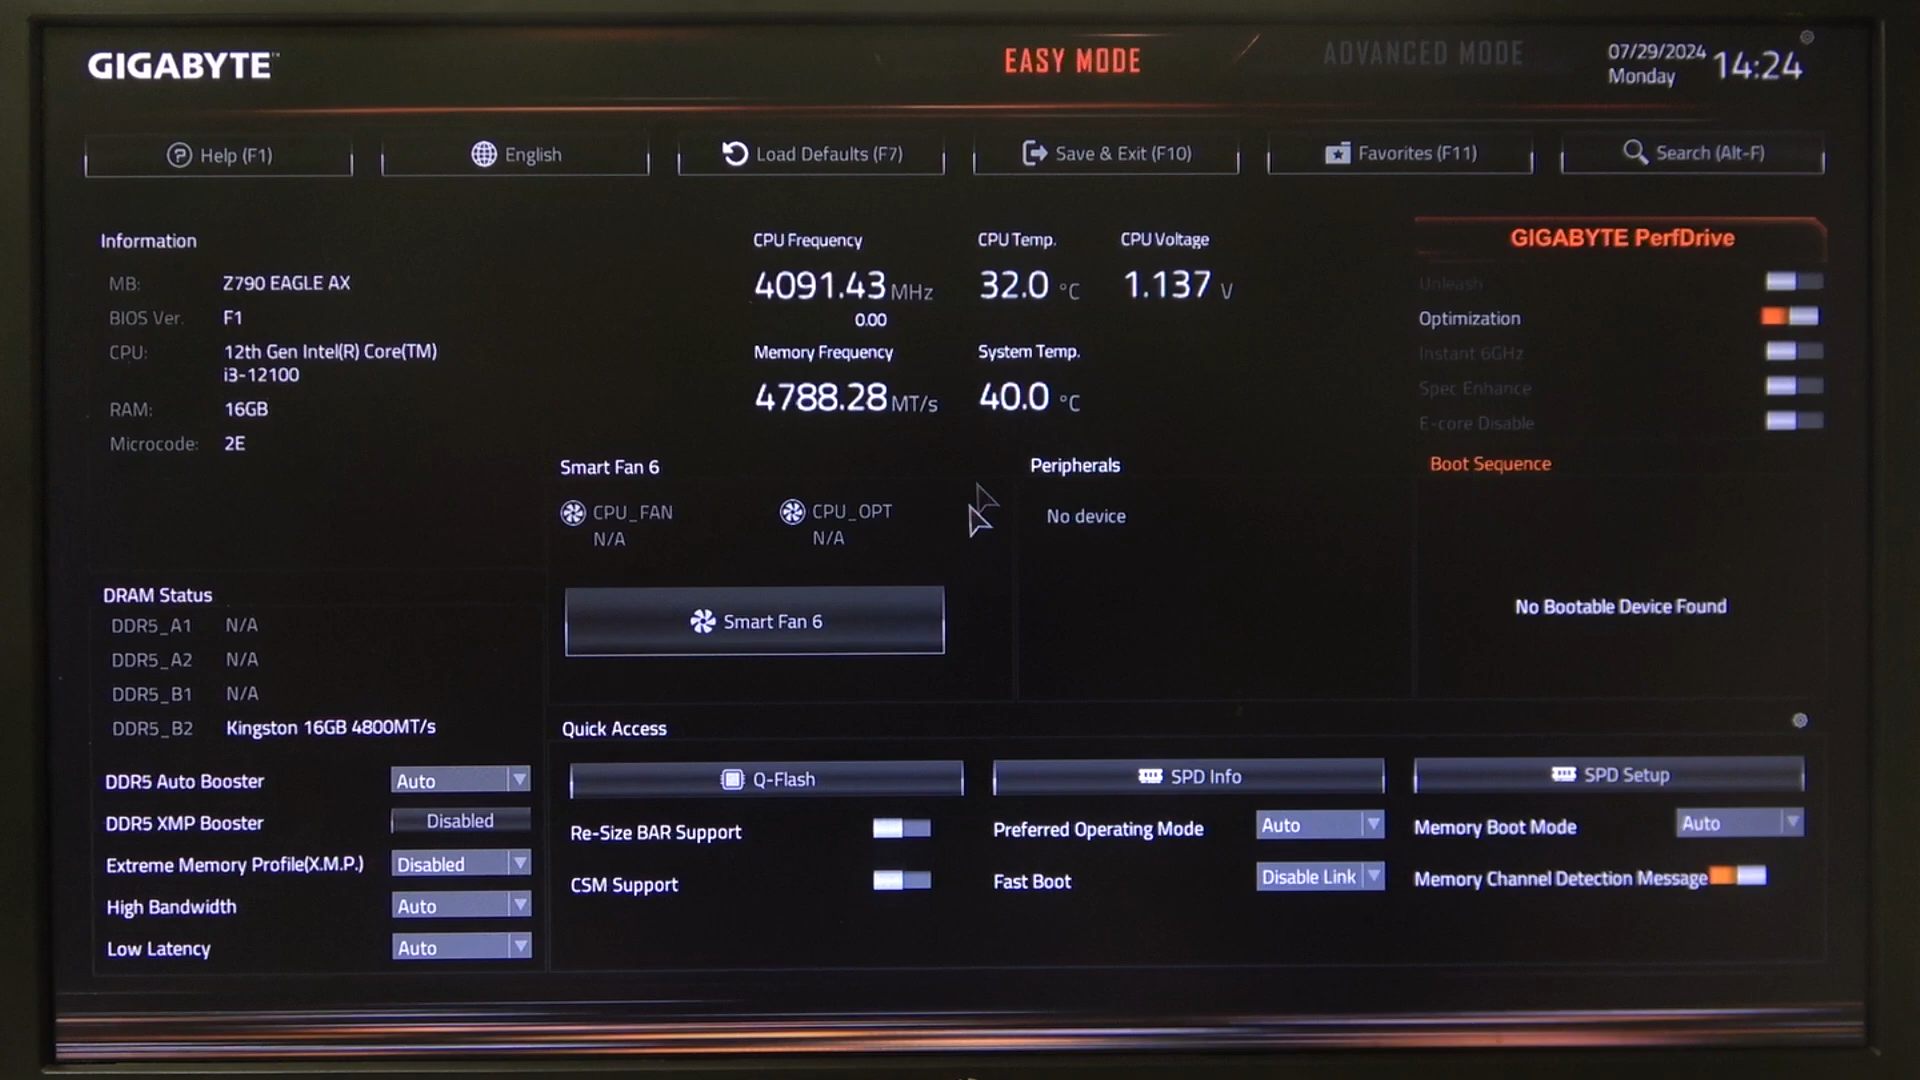 GIGABYTE™
EASY MODE
ADVANCED MODE
07/29/2024
Monday
14:24
Help (F1)
English
Load Defaults (F7)
Save & Exit (F10)
Favorites (F11)
Search (Alt-F)
Information
MB: Z790 EAGLE AX
BIOS Ver. F1
CPU: 12th Gen Intel(R) Core(TM)
i3-12100
RAM: 16GB
Microcode: 2E
CPU Frequency
4091.43 MHz
0.00
CPU Temp.
32.0 °C
CPU Voltage
1.137 V
Memory Frequency
4788.28 MT/s
System Temp.
40.0 °C
GIGABYTE PerfDrive
Unleash
Optimization
Instant 6GHz
Spec Enhance
E-core Disable
Smart Fan 6
CPU_FAN
N/A
CPU_OPT
N/A
Smart Fan 6
Peripherals
No device
Boot Sequence
No Bootable Device Found
DRAM Status
DDR5_A1 N/A
DDR5_A2 N/A
DDR5_B1 N/A
DDR5_B2 Kingston 16GB 4800MT/s
DDR5 Auto Booster Auto
DDR5 XMP Booster Disabled
Extreme Memory Profile(X.M.P.) Disabled
High Bandwidth Auto
Low Latency Auto
Quick Access
Q-Flash
SPD Info
SPD Setup
Re-Size BAR Support
Preferred Operating Mode Auto
Memory Boot Mode Auto
CSM Support
Fast Boot Disable Link
Memory Channel Detection Message